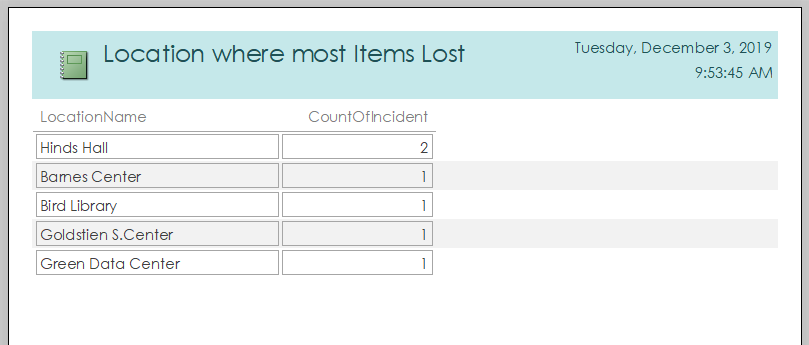 Location where most Items Lost
Tuesday, December 3, 2019
9:53:45 AM
LocationName CountOfIncident
Hinds Hall 2
Barnes Center 1
Bird Library 1
Goldstien S.Center 1
Green Data Center 1